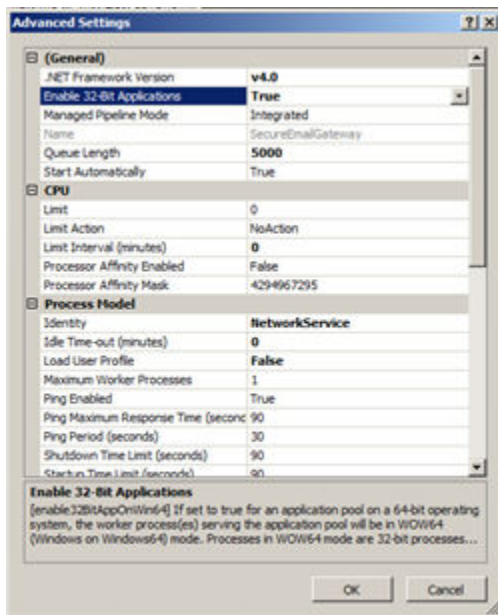 Advanced Settings
(General)
.NET Framework Version v4.0
Enable 32-Bit Applications True
Managed Pipeline Mode Integrated
Name SecureEmailGateway
Queue Length 5000
Start Automatically True
CPU
Limit 0
Limit Action NoAction
Limit Interval (minutes) 0
Processor Affinity Enabled False
Processor Affinity Mask 4294967295
Process Model
Identity NetworkService
Idle Time-out (minutes) 0
Load User Profile False
Maximum Worker Processes 1
Ping Enabled True
Ping Maximum Response Time (second 90
Ping Period (seconds) 30
Shutdown Time Limit (seconds) 90
Startup Time Limit (seconds) 90
Enable 32-Bit Applications
[enable32BitAppOnWin64] If set to true for an application pool on a 64-bit operating
system, the worker process(es) serving the application pool will be in WOW64
(Windows on Windows64) mode. Processes in WOW64 mode are 32-bit processes...
OK Cancel